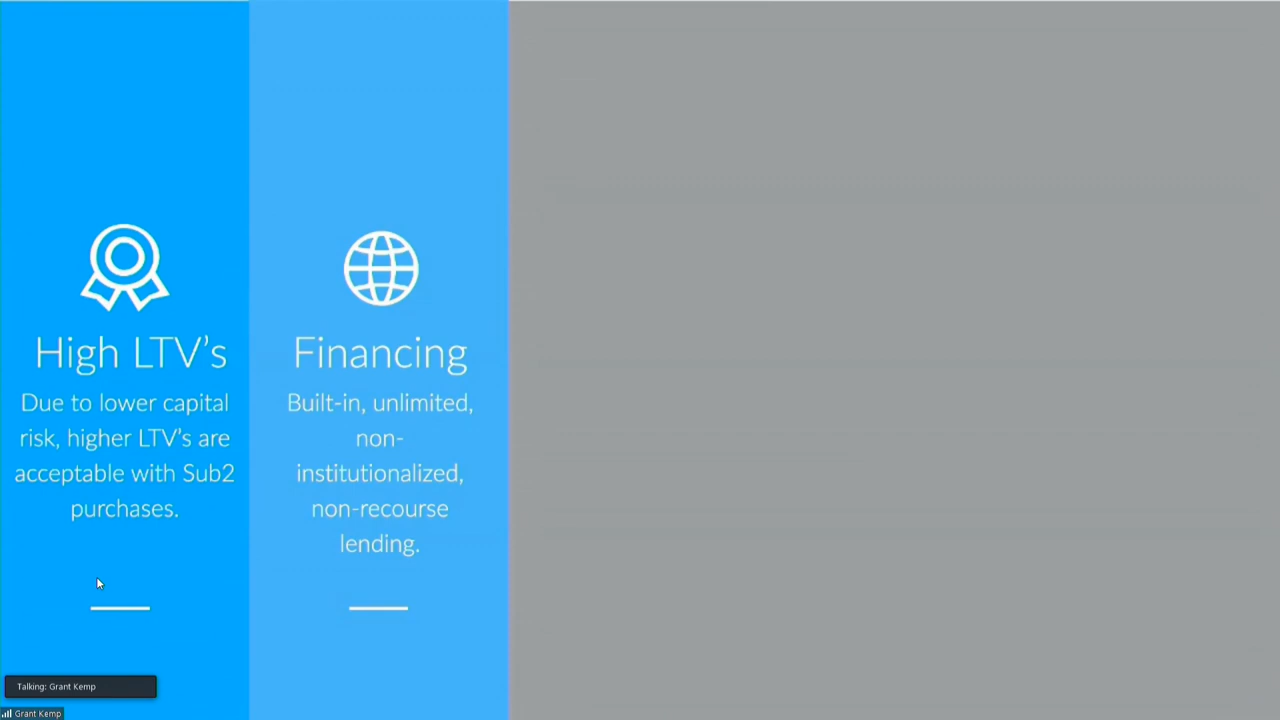 High LTV’s
Due to lower capital
risk, higher LTV’s are
acceptable with Sub2
purchases.
Financing
Built-in, unlimited,
non-
institutionalized,
non-recourse
lending.
Talking: Grant Kemp
Grant Kemp